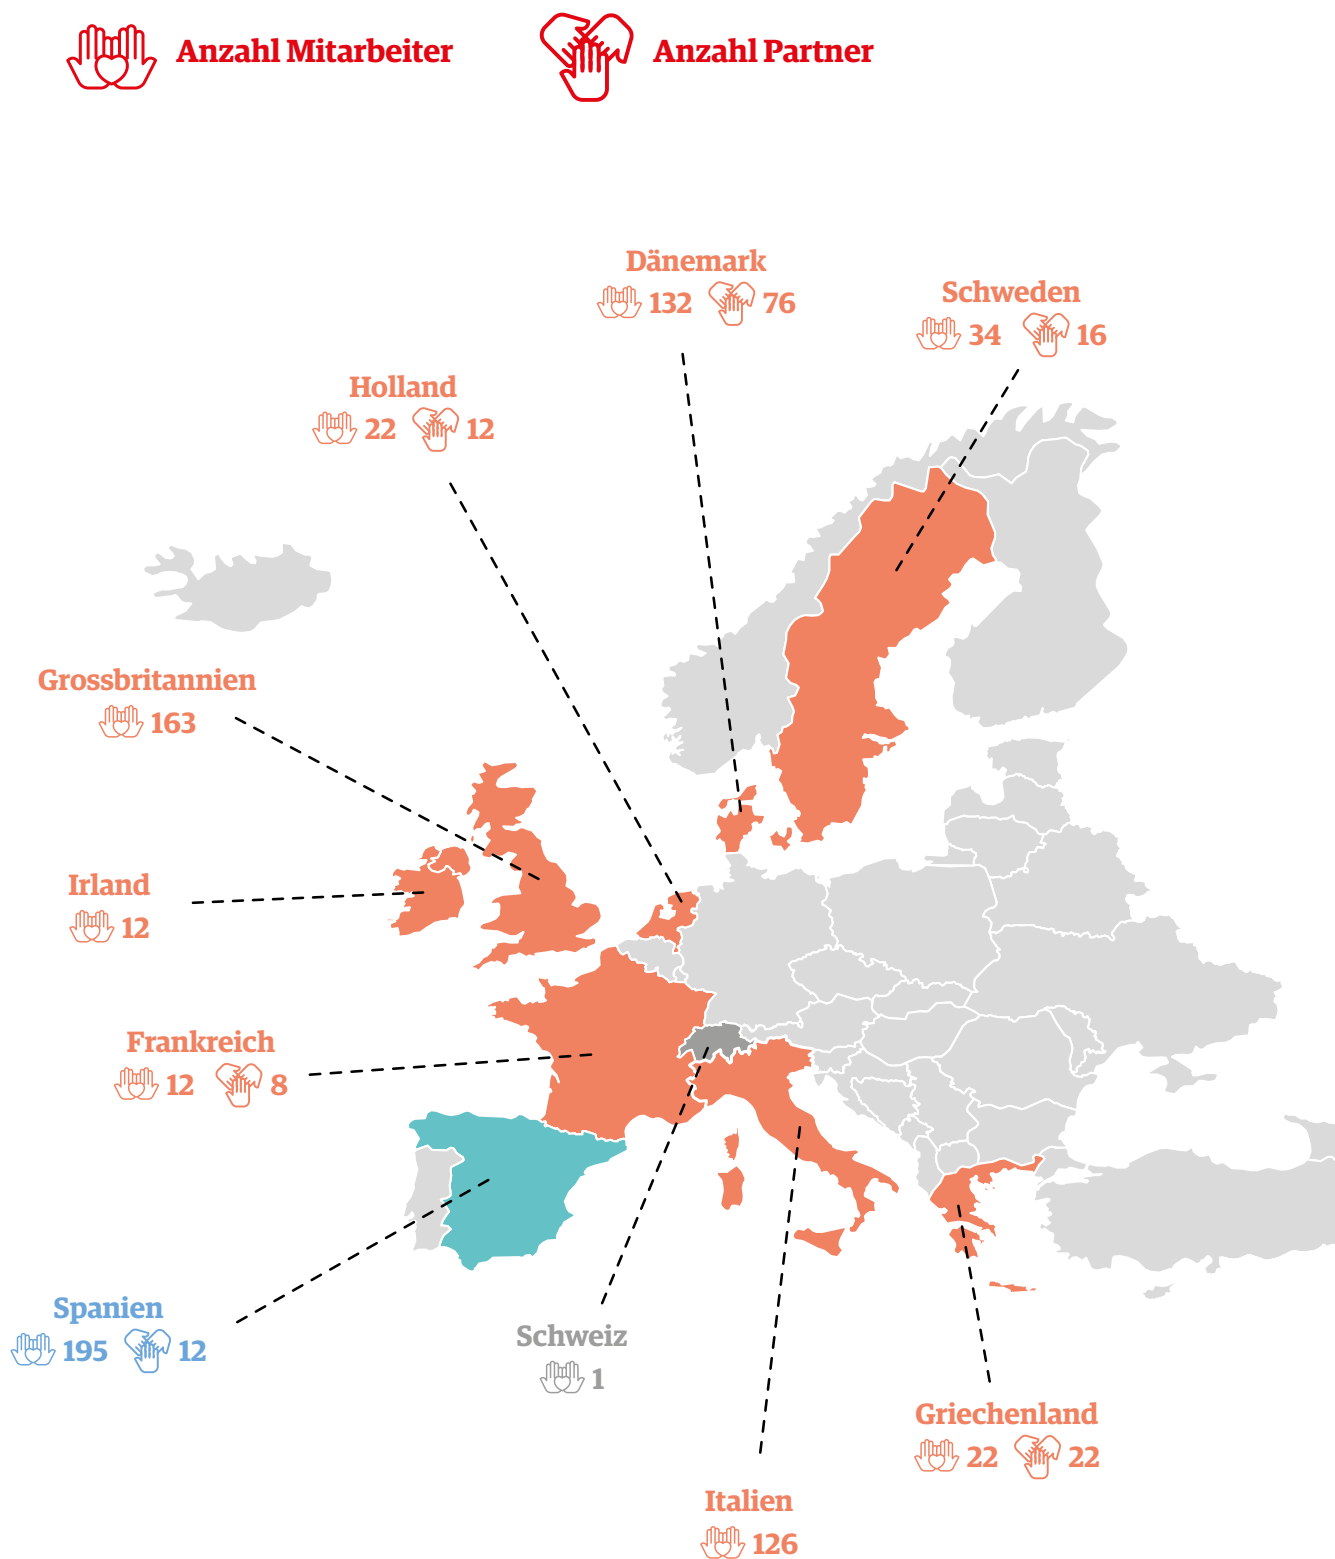 Anzahl Mitarbeiter
Anzahl Partner
Dänemark
132 76
Schweden
34 16
Holland
22 12
Grossbritannien
163
Irland
12
Frankreich
12 8
Spanien
195 12
Schweiz
1
Griechenland
22 22
Italien
126